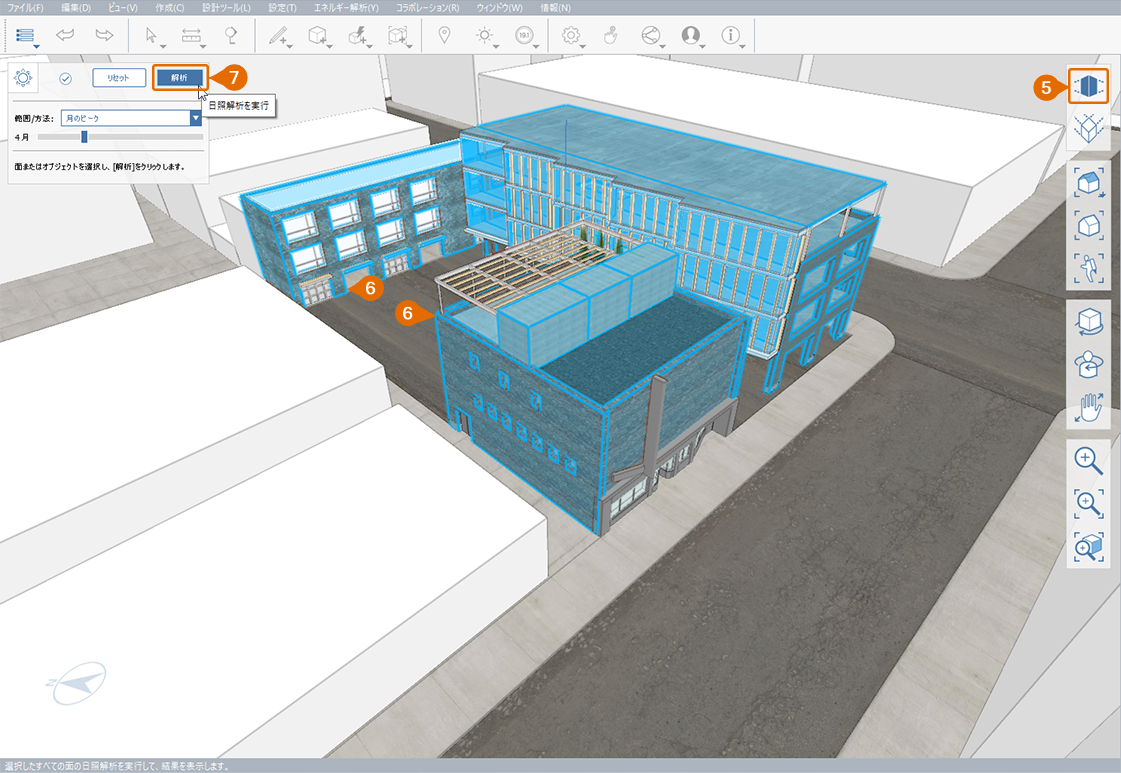 ファイル(F) 編集(D) ビュー(V) 作成(C) 設計ツール(L) 設定(T) エネルギー解析(Y) コラボレーション(R) ウィンドウ(W) 情報(N)
19.1
リセット 解析 7
日照解析を実行
範囲/方法: 月のピーク
4 月
面またはオブジェクトを選択し、[解析]をクリックします。
5
6
6
N
選択したすべての面の日照解析を実行して、結果を表示します。